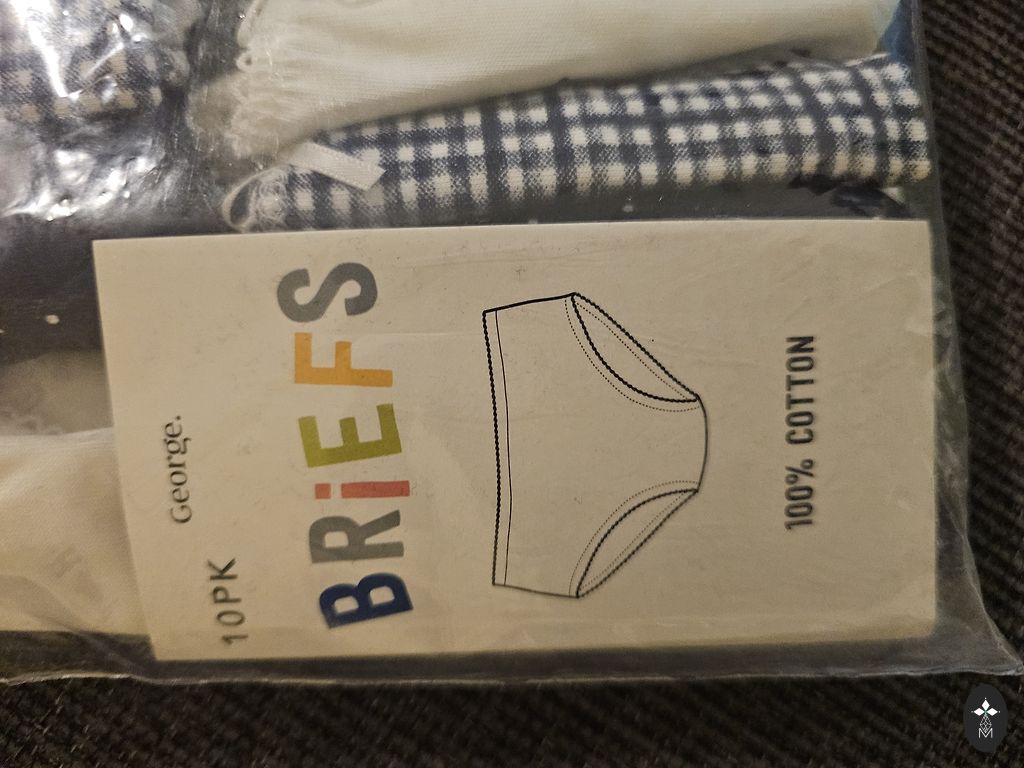 George.
10PK
BRiEFS
100% COTTON
M